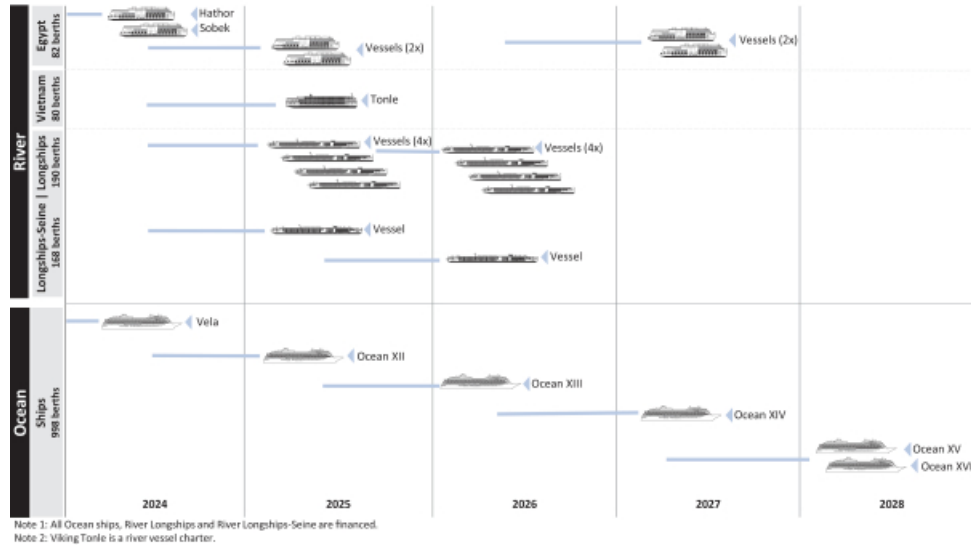 River
Egypt
82 berths
Hathor
Sobek
Vessels (2x)
Vessels (2x)
Vietnam
80 berths
Tonle
Longships-Seine | Longships
168 berths
190 berths
Vessels (4x)
Vessels (4x)
Vessel
Vessel
Ocean
Ships
998 berths
Vela
Ocean XII
Ocean XIII
Ocean XIV
Ocean XV
Ocean XVI
2024
2025
2026
2027
2028
Note 1: All Ocean ships, River Longships and River Longships-Seine are financed.
Note 2: Viking Tonle is a river vessel charter.